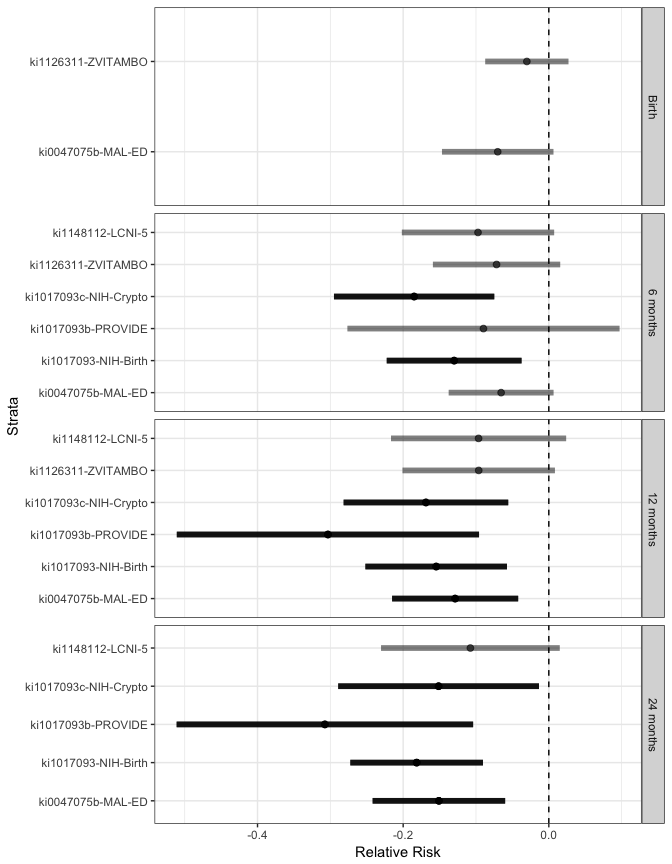 Strata
ki1126311-ZVITAMBO
ki0047075b-MAL-ED
Birth
ki1148112-LCNI-5
ki1126311-ZVITAMBO
ki1017093c-NIH-Crypto
ki1017093b-PROVIDE
ki1017093-NIH-Birth
ki0047075b-MAL-ED
6 months
ki1148112-LCNI-5
ki1126311-ZVITAMBO
ki1017093c-NIH-Crypto
ki1017093b-PROVIDE
ki1017093-NIH-Birth
ki0047075b-MAL-ED
12 months
ki1148112-LCNI-5
ki1017093c-NIH-Crypto
ki1017093b-PROVIDE
ki1017093-NIH-Birth
ki0047075b-MAL-ED
24 months
-0.4 -0.2 0.0
Relative Risk